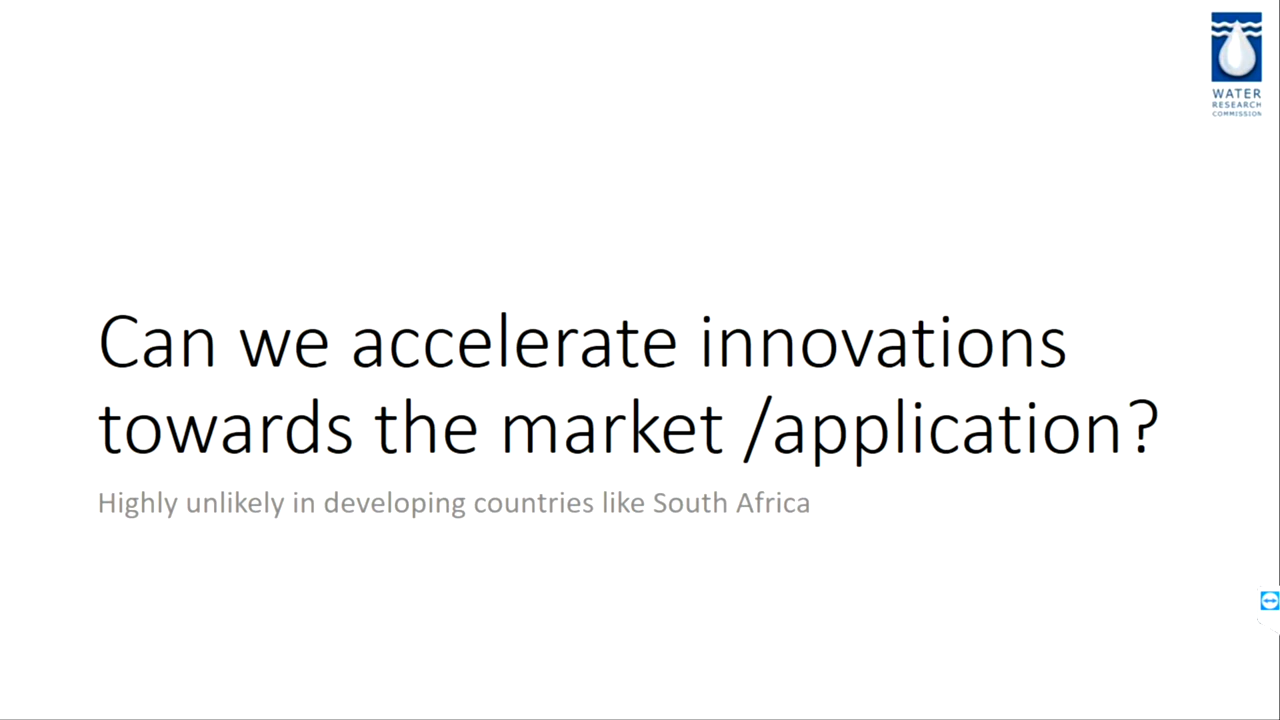 WATER
RESEARCH
COMMISSION
Can we accelerate innovations
towards the market /application?
Highly unlikely in developing countries like South Africa